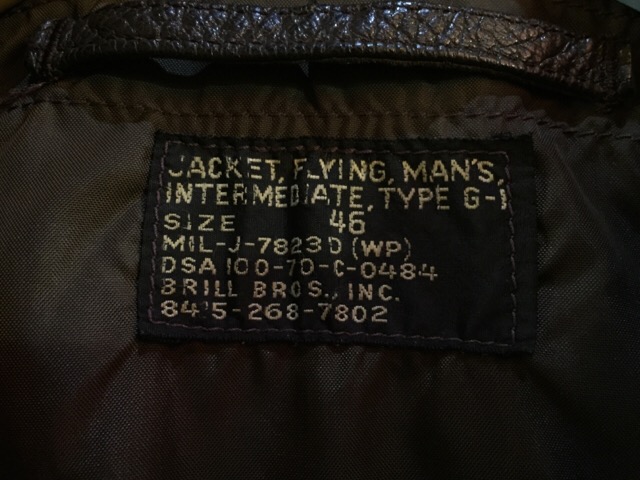 JACKET, FLYING, MAN'S,
INTERMEDIATE, TYPE G-1
SIZE 46
MIL-J-7823D (WP)
DSA 100-70-C-0484
BRILL BROS., INC.
8415-268-7802